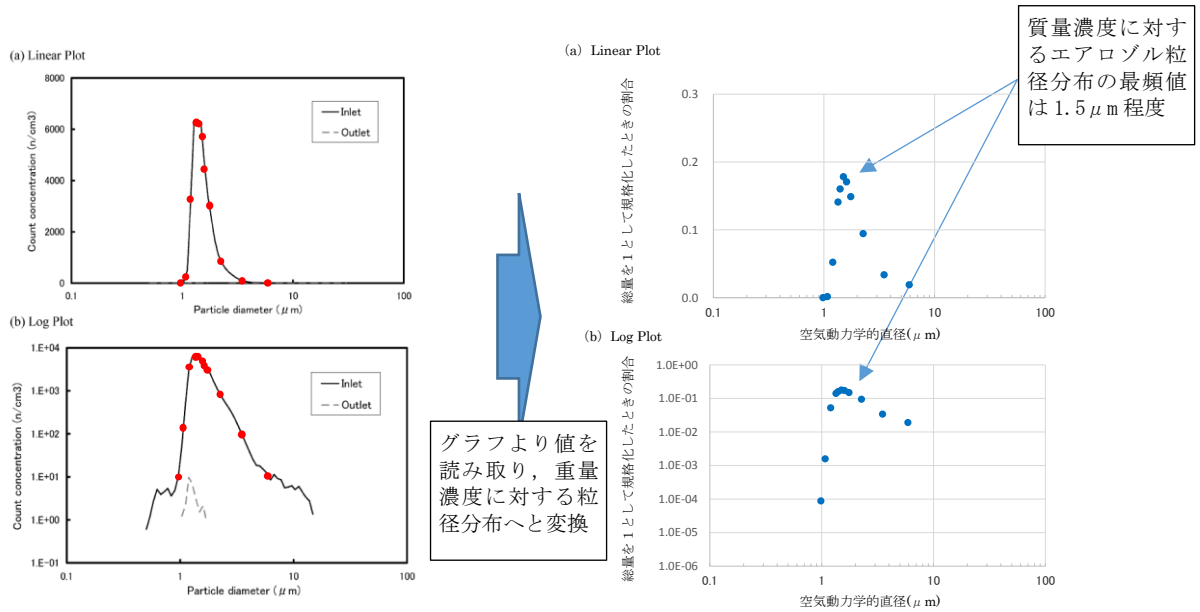 (a) Linear Plot
8000
6000
4000
2000
0
Count concentration (n/cm3)
Inlet
Outlet
0.1
1
10
100
Particle diameter (μm)
(b) Log Plot
1.E+04
1.E+03
1.E+02
1.E+01
1.E+00
1.E-01
Count concentration (n/cm3)
Inlet
Outlet
0.1
1
10
100
Particle diameter (μm)
グラフより値を
読み取り，重量
濃度に対する粒
径分布へと変換
(a) Linear Plot
総量を1として規格化したときの割合
0.3
0.2
0.1
0.0
0.1
1
10
100
空気動力学的直径(μm)
(b) Log Plot
総量を1として規格化したときの割合
1.0E+00
1.0E-01
1.0E-02
1.0E-03
1.0E-04
1.0E-05
1.0E-06
0.1
1
10
100
空気動力学的直径(μm)
質量濃度に対す
るエアロゾル粒
径分布の最頻値
は1.5μm程度